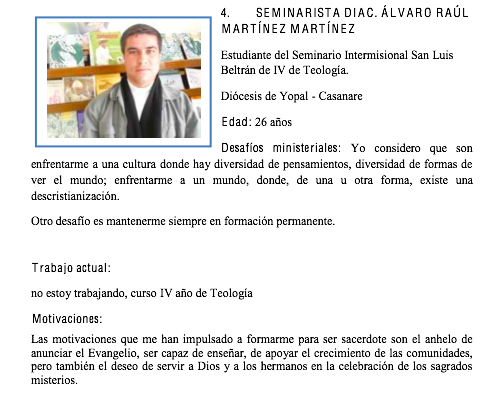 4. SEMINARISTA DIAC. ÁLVARO RAÚL
MARTÍNEZ MARTÍNEZ
Estudiante del Seminario Intermisional San Luis
Beltrán de IV de Teología.
Diócesis de Yopal - Casanare
Edad: 26 años
Desafíos ministeriales: Yo considero que son
enfrentarme a una cultura donde hay diversidad de pensamientos, diversidad de formas de
ver el mundo; enfrentarme a un mundo, donde, de una u otra forma, existe una
descristianización.
Otro desafío es mantenerme siempre en formación permanente.
Trabajo actual:
no estoy trabajando, curso IV año de Teología
Motivaciones:
Las motivaciones que me han impulsado a formarme para ser sacerdote son el anhelo de
anunciar el Evangelio, ser capaz de enseñar, de apoyar el crecimiento de las comunidades,
pero también el deseo de servir a Dios y a los hermanos en la celebración de los sagrados
misterios.